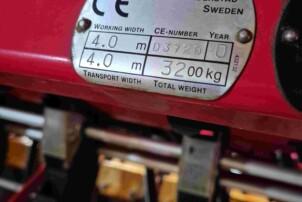 CE
SWEDEN
WORKING WIDTH CE-NUMBER YEAR
4.0 m
4.0 m 3200 kg
TRANSPORT WIDTH TOTAL WEIGHT